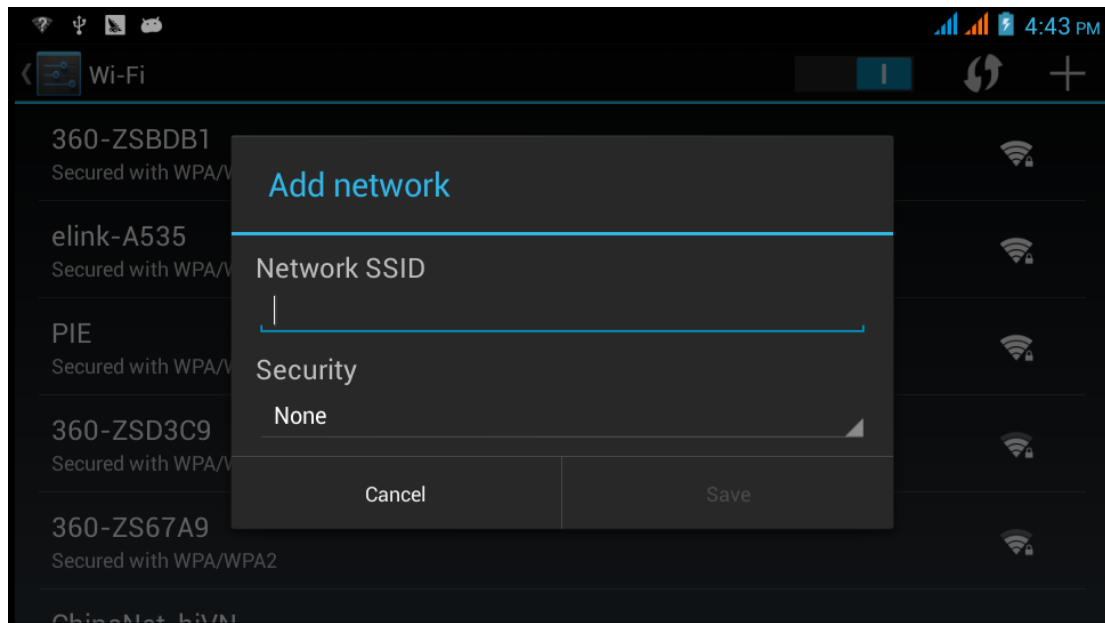 4:43 PM
Wi-Fi
360-ZSBDB1
Secured with WPA/W
Add network
elink-A535
Secured with WPA/W
Network SSID
PIE
Secured with WPA/W
Security
None
360-ZSD3C9
Secured with WPA/W
Cancel
Save
360-ZS67A9
Secured with WPA/WPA2